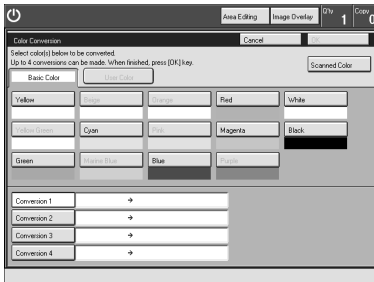 Area Editing Image Overlay Q'ty 1 Copy 0
Color Conversion Cancel OK
Select color(s) below to be converted.
Up to 4 conversions can be made. When finished, press [OK] key.
Scanned Color
Basic Color User Color
Yellow Beige Orange Red White
Yellow Green Cyan Pink Magenta Black
Green Marine Blue Blue Purple
Conversion 1 →
Conversion 2 →
Conversion 3 →
Conversion 4 →